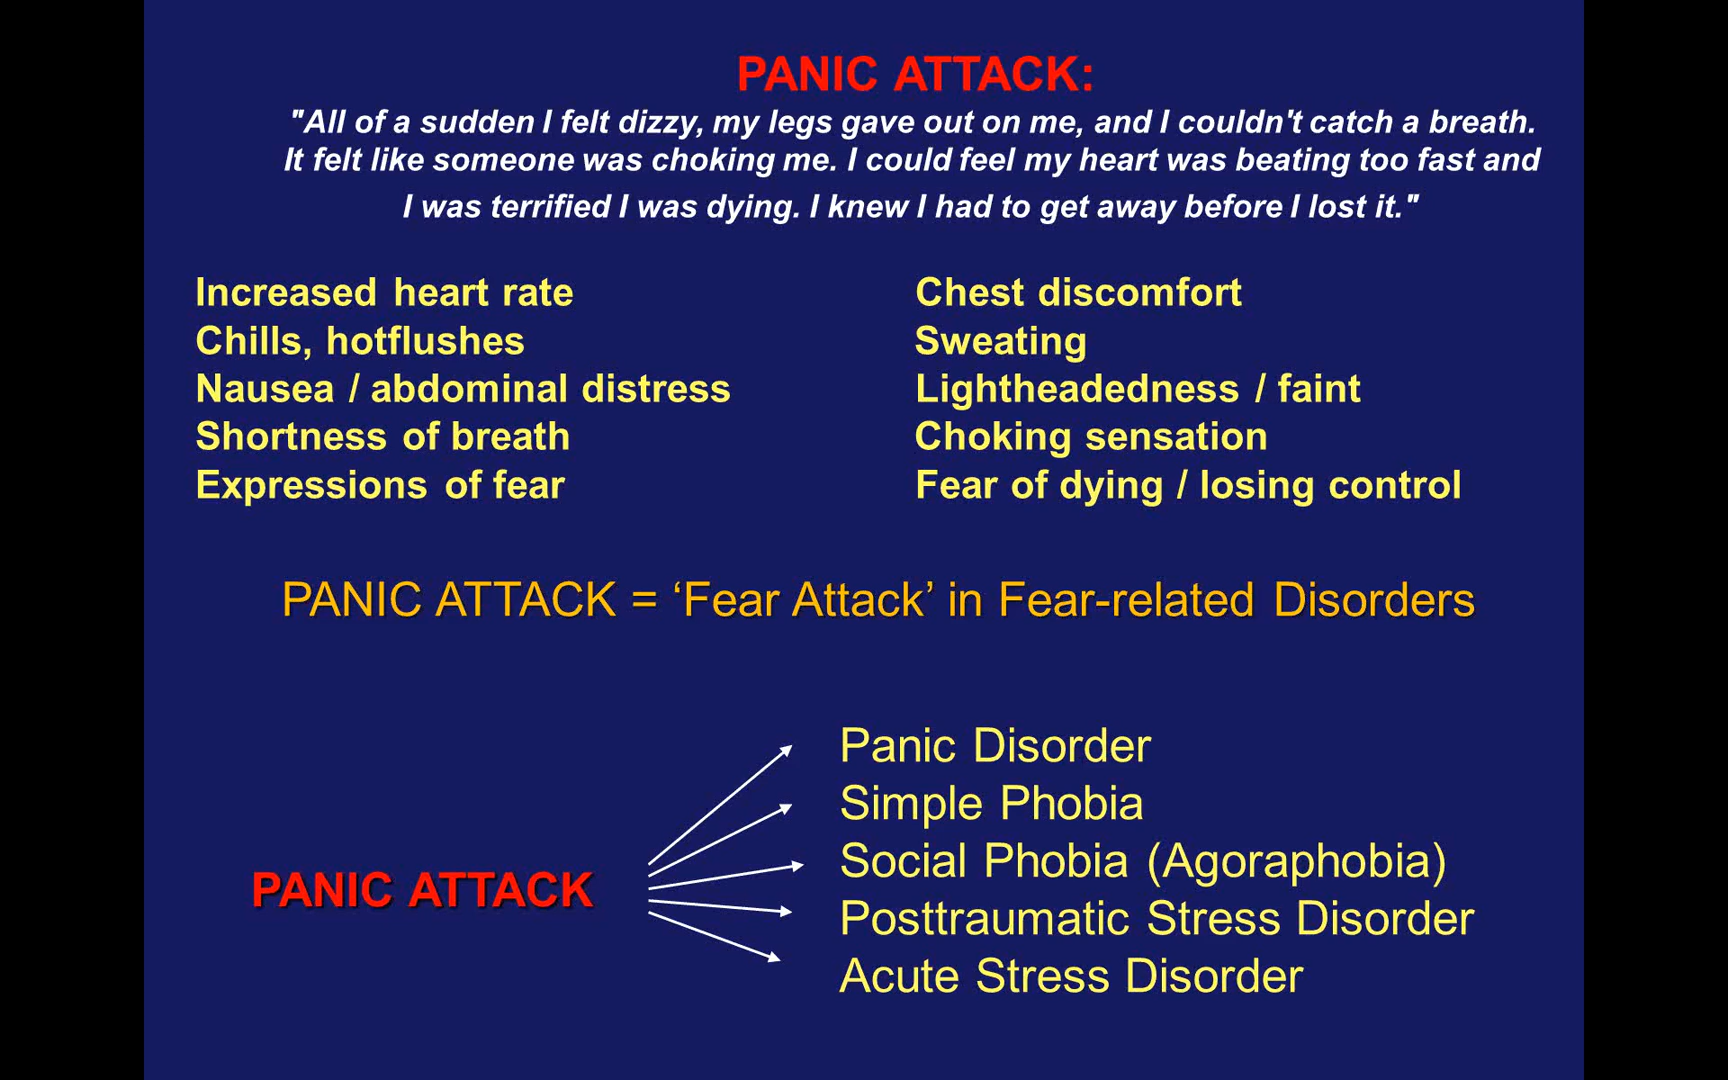 PANIC ATTACK:
"All of a sudden I felt dizzy, my legs gave out on me, and I couldn't catch a breath.
It felt like someone was choking me. I could feel my heart was beating too fast and
I was terrified I was dying. I knew I had to get away before I lost it."
Increased heart rate
Chills, hotflushes
Nausea / abdominal distress
Shortness of breath
Expressions of fear
Chest discomfort
Sweating
Lightheadedness / faint
Choking sensation
Fear of dying / losing control
PANIC ATTACK = ‘Fear Attack’ in Fear-related Disorders
PANIC ATTACK
Panic Disorder
Simple Phobia
Social Phobia (Agoraphobia)
Posttraumatic Stress Disorder
Acute Stress Disorder